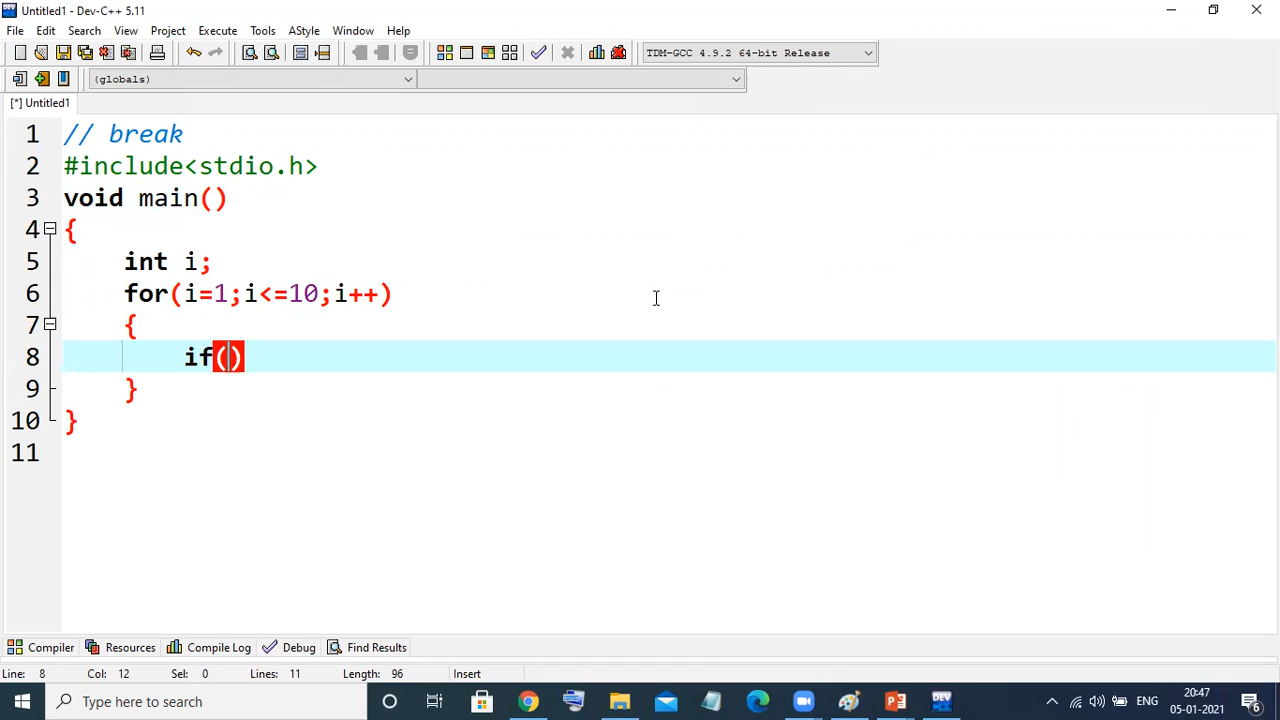 Untitled1 - Dev-C++ 5.11
File Edit Search View Project Execute Tools AStyle Window Help
TDM-GCC 4.9.2 64-bit Release
(globals)
[*] Untitled1
1 // break
2 #include<stdio.h>
3 void main()
4 {
5 int i;
6 for(i=1;i<=10;i++)
7 {
8 if()
9 }
10 }
11
Compiler Resources Compile Log Debug Find Results
Line: 8 Col: 12 Sel: 0 Lines: 11 Length: 96 Insert
Type here to search
DEV
ENG
20:47
05-01-2021
6